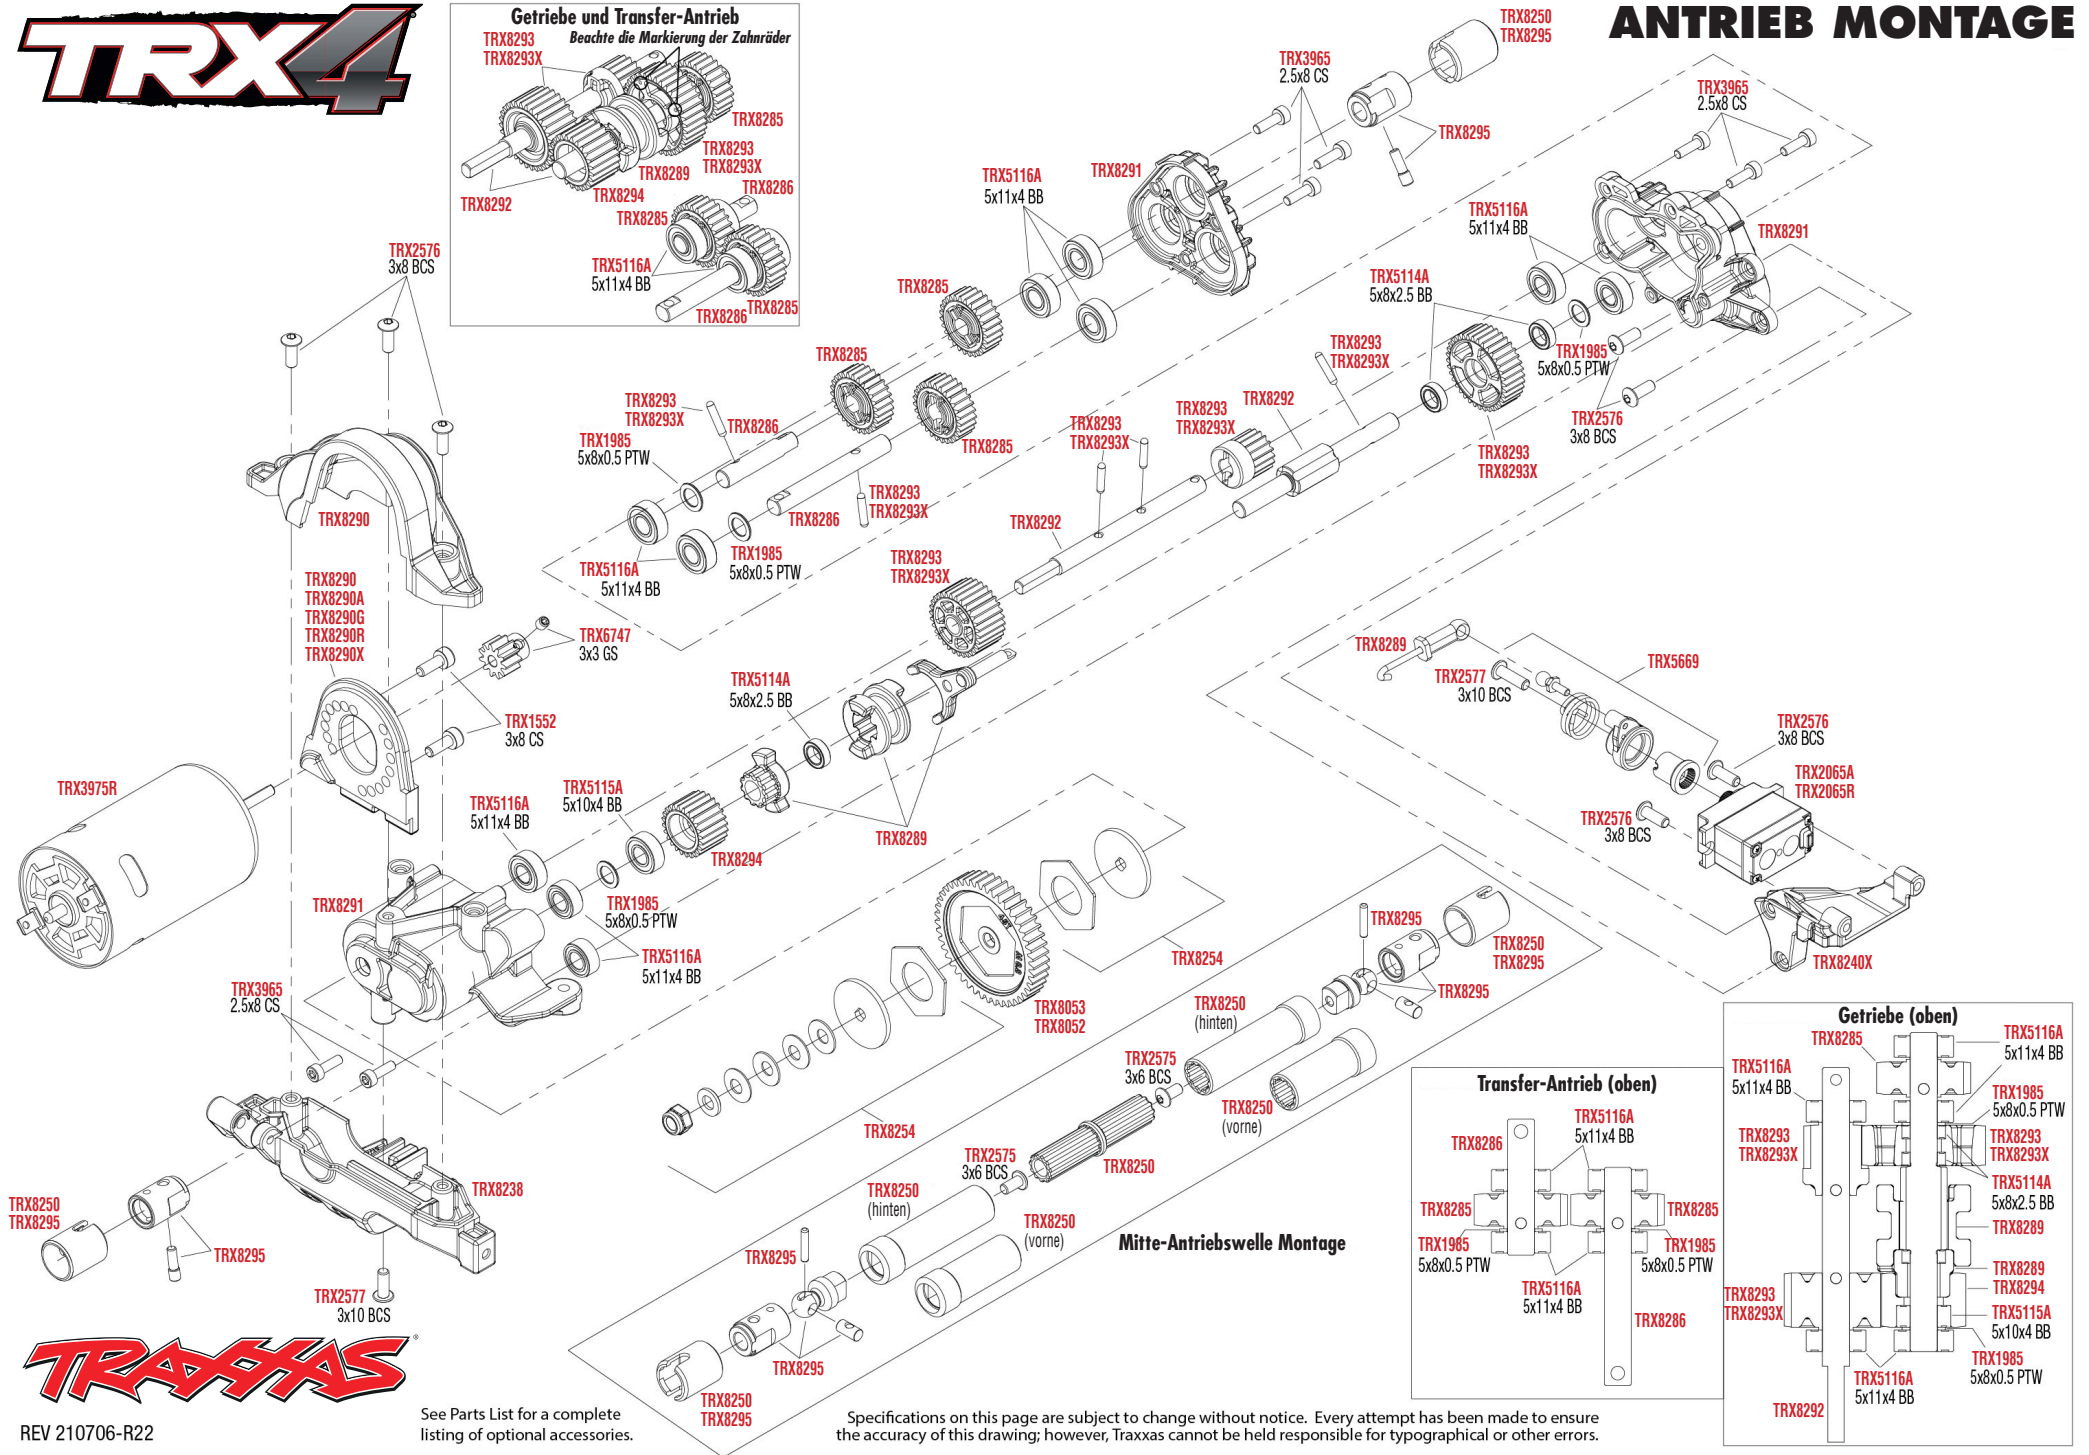 TRX4
ANTRIEB MONTAGE
Getriebe und Transfer-Antrieb
Beachte die Markierung der Zahnräder
TRX8293
TRX8293X
TRX8285
TRX8293
TRX8293X
TRX8289
TRX8294
TRX8292
TRX8286
TRX8285
TRX5116A
5x11x4 BB
TRX8286
TRX8285
TRX8250
TRX8295
TRX3965
2.5x8 CS
TRX8295
TRX8291
TRX5116A
5x11x4 BB
TRX3965
2.5x8 CS
TRX5116A
5x11x4 BB
TRX8291
TRX5114A
5x8x2.5 BB
TRX1985
5x8x0.5 PTW
TRX2576
3x8 BCS
TRX2576
3x8 BCS
TRX8285
TRX8285
TRX8285
TRX8293
TRX8293X
TRX8286
TRX1985
5x8x0.5 PTW
TRX8293
TRX8293X
TRX8286
TRX1985
5x8x0.5 PTW
TRX5116A
5x11x4 BB
TRX8293
TRX8293X
TRX8292
TRX8293
TRX8293X
TRX8293
TRX8293X
TRX8293
TRX8293X
TRX8292
TRX8293
TRX8293X
TRX8290
TRX8290
TRX8290A
TRX8290G
TRX8290R
TRX8290X
TRX6747
3x3 GS
TRX1552
3x8 CS
TRX3975R
TRX5114A
5x8x2.5 BB
TRX5115A
5x10x4 BB
TRX5116A
5x11x4 BB
TRX8294
TRX8289
TRX1985
5x8x0.5 PTW
TRX5116A
5x11x4 BB
TRX8291
TRX3965
2.5x8 CS
TRX8238
TRX8250
TRX8295
TRX8295
TRX2577
3x10 BCS
TRX8289
TRX2577
3x10 BCS
TRX5669
TRX2576
3x8 BCS
TRX2065A
TRX2065R
TRX2576
3x8 BCS
TRX8240X
TRX8254
TRX8053
TRX8052
TRX8254
TRX8295
TRX8250
TRX8295
TRX8295
TRX8250
(hinten)
TRX2575
3x6 BCS
TRX8250
(vorne)
TRX8250
TRX2575
3x6 BCS
TRX8250
(hinten)
TRX8250
(vorne)
TRX8295
TRX8295
TRX8250
TRX8295
Mitte-Antriebswelle Montage
Transfer-Antrieb (oben)
TRX5116A
5x11x4 BB
TRX8286
TRX8285
TRX8285
TRX1985
5x8x0.5 PTW
TRX1985
5x8x0.5 PTW
TRX5116A
5x11x4 BB
TRX8286
Getriebe (oben)
TRX8285
TRX5116A
5x11x4 BB
TRX5116A
5x11x4 BB
TRX1985
5x8x0.5 PTW
TRX8293
TRX8293X
TRX8293
TRX8293X
TRX5114A
5x8x2.5 BB
TRX8289
TRX8289
TRX8294
TRX8293
TRX8293X
TRX5115A
5x10x4 BB
TRX1985
5x8x0.5 PTW
TRX5116A
5x11x4 BB
TRX8292
TRAXXAS
REV 210706-R22
See Parts List for a complete
listing of optional accessories.
Specifications on this page are subject to change without notice. Every attempt has been made to ensure
the accuracy of this drawing; however, Traxxas cannot be held responsible for typographical or other errors.